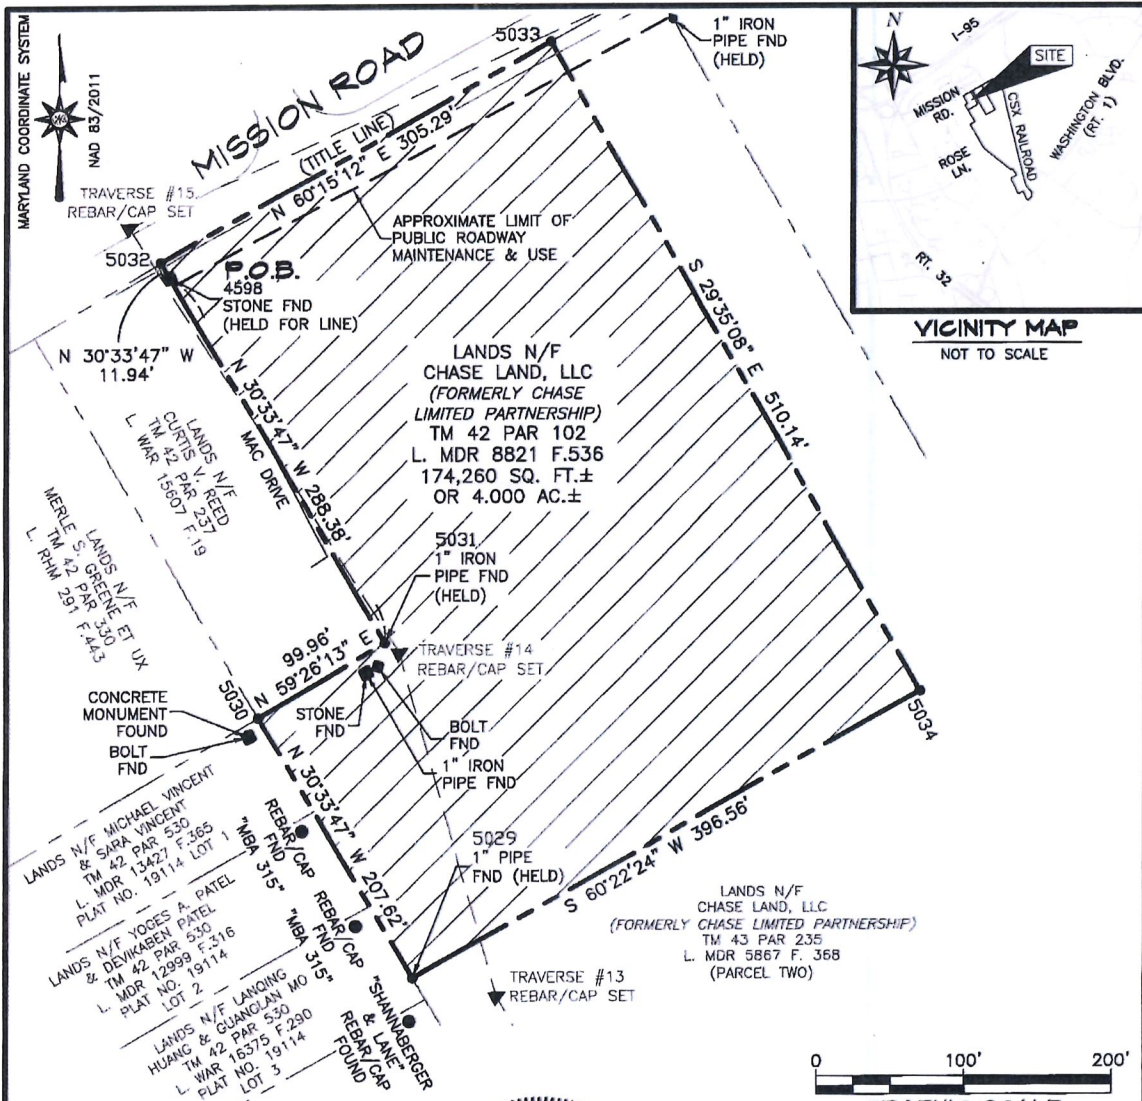 MARYLAND COORDINATE SYSTEM
NAD 83/2011
TRAVERSE #15
REBAR/CAP SET
MISSION ROAD
(TITLE LINE)
N 60°15'12" E 305.29'
5033
1" IRON
PIPE FND
(HELD)
N
I-95
SITE
MISSION
RD.
CSX RAILROAD
WASHINGTON BLVD.
(RT. 1)
ROSE
LN.
RT. 32
VICINITY MAP
NOT TO SCALE
APPROXIMATE LIMIT OF
PUBLIC ROADWAY
MAINTENANCE & USE
5032
P.O.B.
4598
STONE FND
(HELD FOR LINE)
N 30°33'47" W
11.94'
N 30°33'47" W 288.38'
MAC DRIVE
S 29°35'08" E 510.14'
LANDS N/F
CHASE LAND, LLC
(FORMERLY CHASE
LIMITED PARTNERSHIP)
TM 42 PAR 102
L. MDR 8821 F.536
174,260 SQ. FT.±
OR 4.000 AC.±
LANDS N/F
CURTIS V. REED
TM 42 PAR 237
L. WAR 15607 F.19
LANDS N/F
MERLE S. GREENE ET UX
TM 42 PAR 330
L. RHM 291 F.443
5031
1" IRON
PIPE FND
(HELD)
99.96'
N 59°26'13" E
TRAVERSE #14
REBAR/CAP SET
5030
CONCRETE
MONUMENT
FOUND
BOLT
FND
STONE
FND
BOLT
FND
1" IRON
PIPE FND
5034
N 30°33'47" W 207.62'
5029
1" PIPE
FND (HELD)
S 60°22'24" W 396.56'
LANDS N/F MICHAEL VINCENT
& SARA VINCENT
TM 42 PAR 530
L. MDR 13427 F.365
PLAT NO. 19114 LOT 1
REBAR/CAP
FND
"MBA 315"
LANDS N/F YOGES A. PATEL
& DEVIKABEN PATEL
TM 42 PAR 530
L. MDR 12999 F.316
PLAT NO. 19114
LOT 2
REBAR/CAP
FND
"MBA 315"
LANDS N/F LANQING
HUANG & GUANGLAN MO
TM 42 PAR 530
L. WAR 16375 F.290
PLAT NO. 19114
LOT 3
"SHANNABERGER
& LANE"
REBAR/CAP
FOUND
LANDS N/F
CHASE LAND, LLC
(FORMERLY CHASE LIMITED PARTNERSHIP)
TM 43 PAR 235
L. MDR 5867 F. 368
(PARCEL TWO)
TRAVERSE #13
REBAR/CAP SET
0 100' 200'